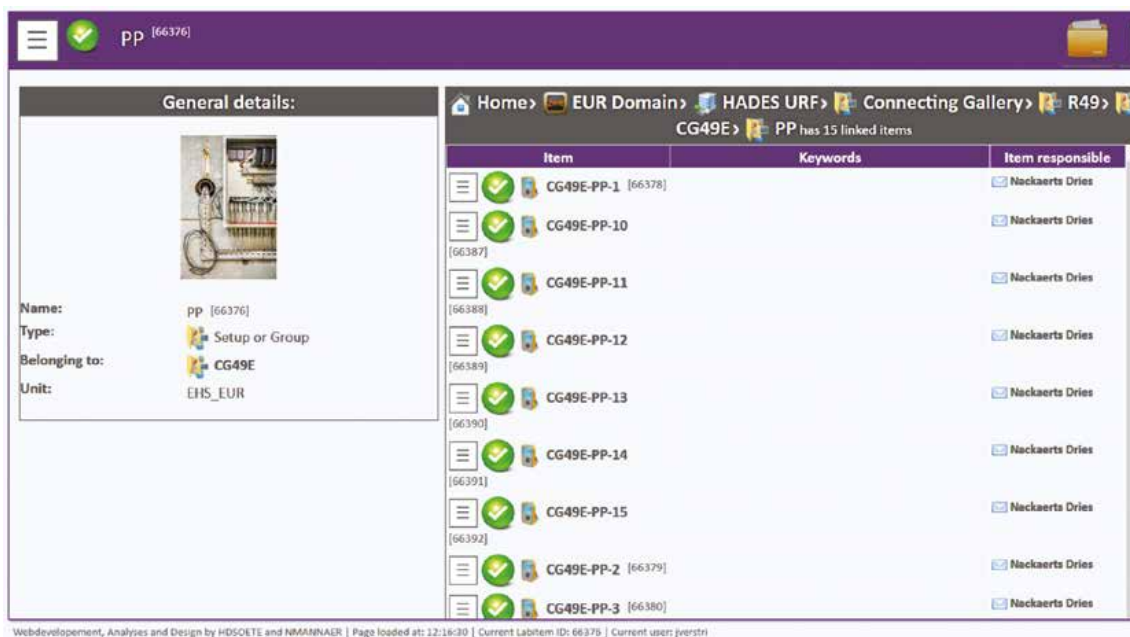 PP [66376]
General details:
Name: PP [66376]
Type: Setup or Group
Belonging to: CG49E
Unit: EHS_EUR
Home> EUR Domain> HADES URF> Connecting Gallery> R49>
CG49E> PP has 15 linked items
Item Keywords Item responsible
CG49E-PP-1 [66378] Nackaerts Dries
CG49E-PP-10 Nackaerts Dries
[66387]
CG49E-PP-11 Nackaerts Dries
[66388]
CG49E-PP-12 Nackaerts Dries
[66389]
CG49E-PP-13 Nackaerts Dries
[66390]
CG49E-PP-14 Nackaerts Dries
[66391]
CG49E-PP-15 Nackaerts Dries
[66392]
CG49E-PP-2 [66379] Nackaerts Dries
CG49E-PP-3 [66380] Nackaerts Dries
Webdevelopement, Analyses and Design by HDSOETE and NMANNAER | Page loaded at: 12:16:30 | Current Labitem ID: 66376 | Current user: jverstri